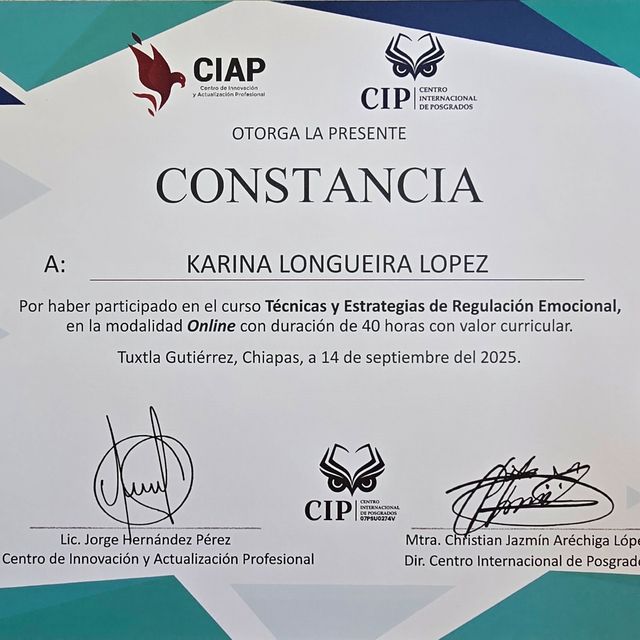 CIAP
Centro de Innovación
y Actualización Profesional
CIP
CENTRO
INTERNACIONAL
DE POSGRADOS
OTORGA LA PRESENTE
CONSTANCIA
A: KARINA LONGUEIRA LOPEZ
Por haber participado en el curso Técnicas y Estrategias de Regulación Emocional,
en la modalidad Online con duración de 40 horas con valor curricular.
Tuxtla Gutiérrez, Chiapas, a 14 de septiembre del 2025.
CIP
CENTRO
INTERNACIONAL
DE POSGRADOS
07PSU0274V
Lic. Jorge Hernández Pérez
Centro de Innovación y Actualización Profesional
Mtra. Christian Jazmín Aréchiga Lópe
Dir. Centro Internacional de Posgrado